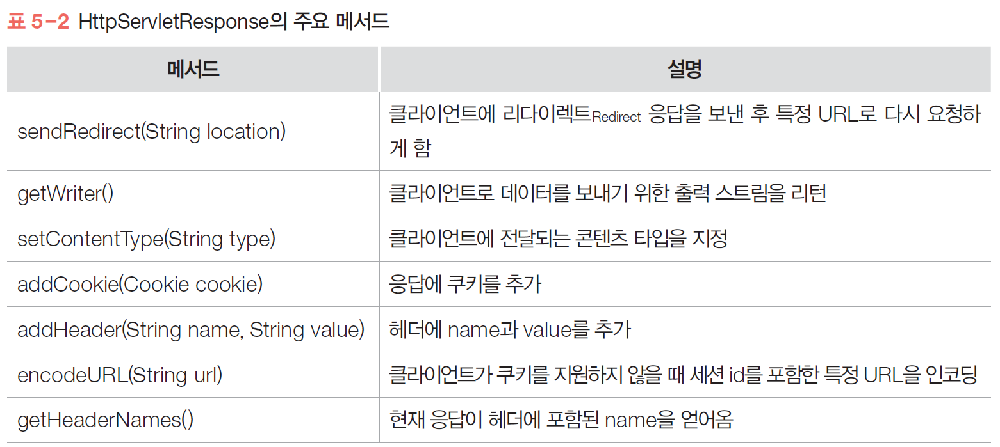 표 5-2 HttpServletResponse의 주요 메서드
메서드 설명
sendRedirect(String location) 클라이언트에 리다이렉트Redirect 응답을 보낸 후 특정 URL로 다시 요청하
게 함
getWriter() 클라이언트로 데이터를 보내기 위한 출력 스트림을 리턴
setContentType(String type) 클라이언트에 전달되는 콘텐츠 타입을 지정
addCookie(Cookie cookie) 응답에 쿠키를 추가
addHeader(String name, String value) 헤더에 name과 value를 추가
encodeURL(String url) 클라이언트가 쿠키를 지원하지 않을 때 세션 id를 포함한 특정 URL을 인코딩
getHeaderNames() 현재 응답이 헤더에 포함된 name을 얻어옴